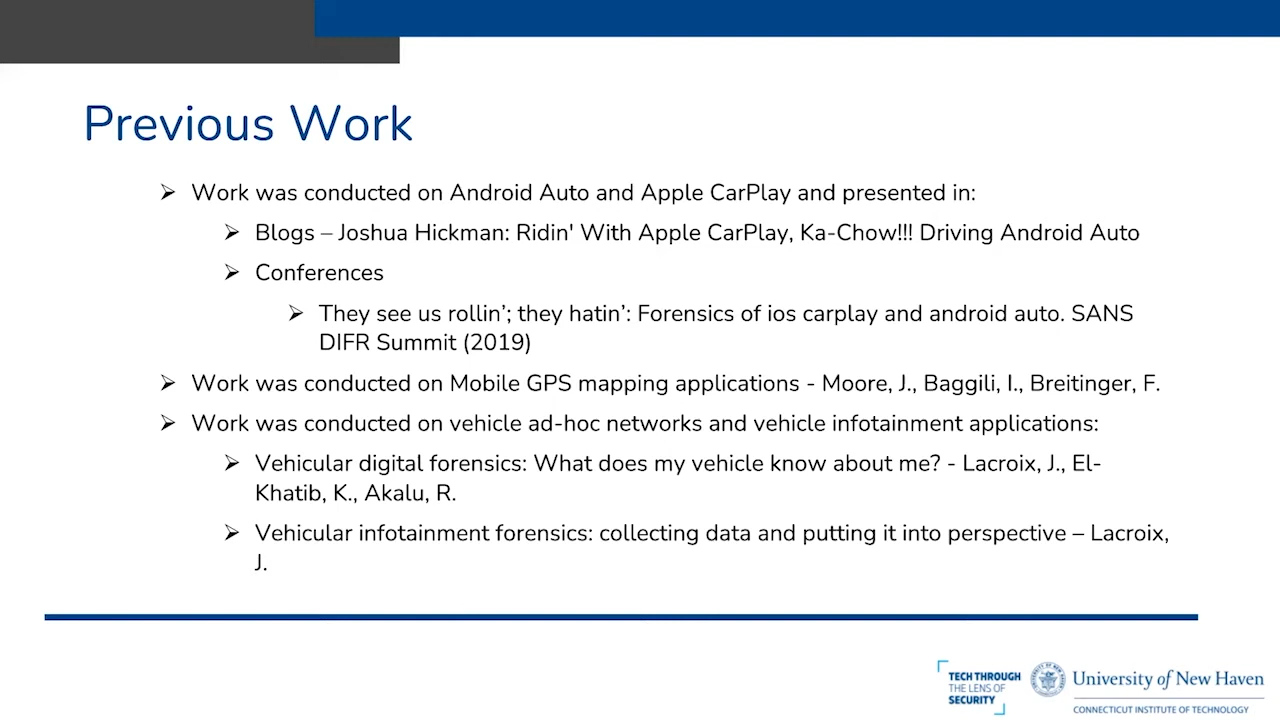 Previous Work
Work was conducted on Android Auto and Apple CarPlay and presented in:
Blogs – Joshua Hickman: Ridin' With Apple CarPlay, Ka-Chow!!! Driving Android Auto
Conferences
They see us rollin’; they hatin’: Forensics of ios carplay and android auto. SANS
DIFR Summit (2019)
Work was conducted on Mobile GPS mapping applications - Moore, J., Baggili, I., Breitinger, F.
Work was conducted on vehicle ad-hoc networks and vehicle infotainment applications:
Vehicular digital forensics: What does my vehicle know about me? - Lacroix, J., El-
Khatib, K., Akalu, R.
Vehicular infotainment forensics: collecting data and putting it into perspective – Lacroix,
J.
TECH THROUGH
THE LENS OF
SECURITY
University of New Haven
CONNECTICUT INSTITUTE OF TECHNOLOGY